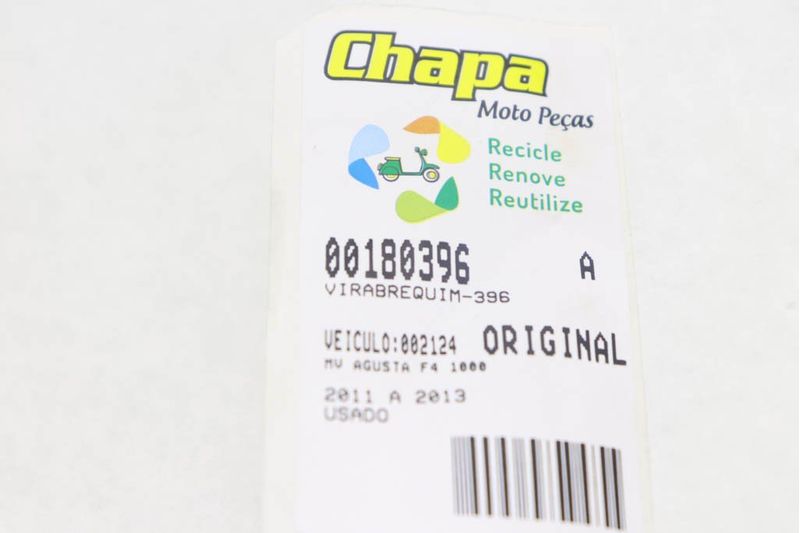 Chapa
Moto Peças
Recicle
Renove
Reutilize
00180396 A
VIRABREQUIM-396
VEICULO:002124 ORIGINAL
MV AGUSTA F4 1000
2011 A 2013
USADO